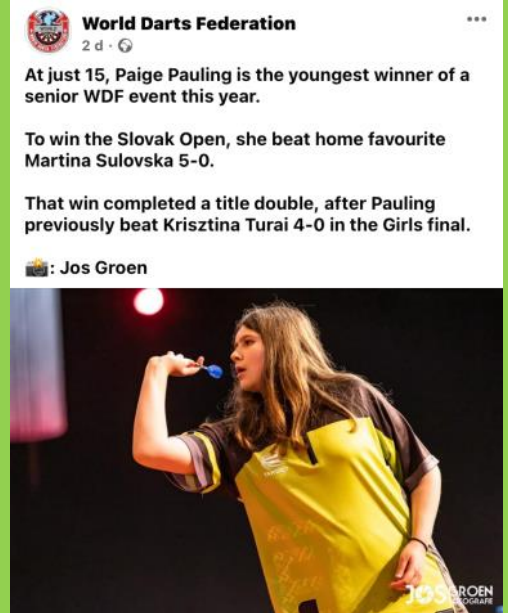 World Darts Federation
2 d ·
At just 15, Paige Pauling is the youngest winner of a
senior WDF event this year.
To win the Slovak Open, she beat home favourite
Martina Sulovska 5-0.
That win completed a title double, after Pauling
previously beat Krisztina Turai 4-0 in the Girls final.
📸: Jos Groen
JOS GROEN